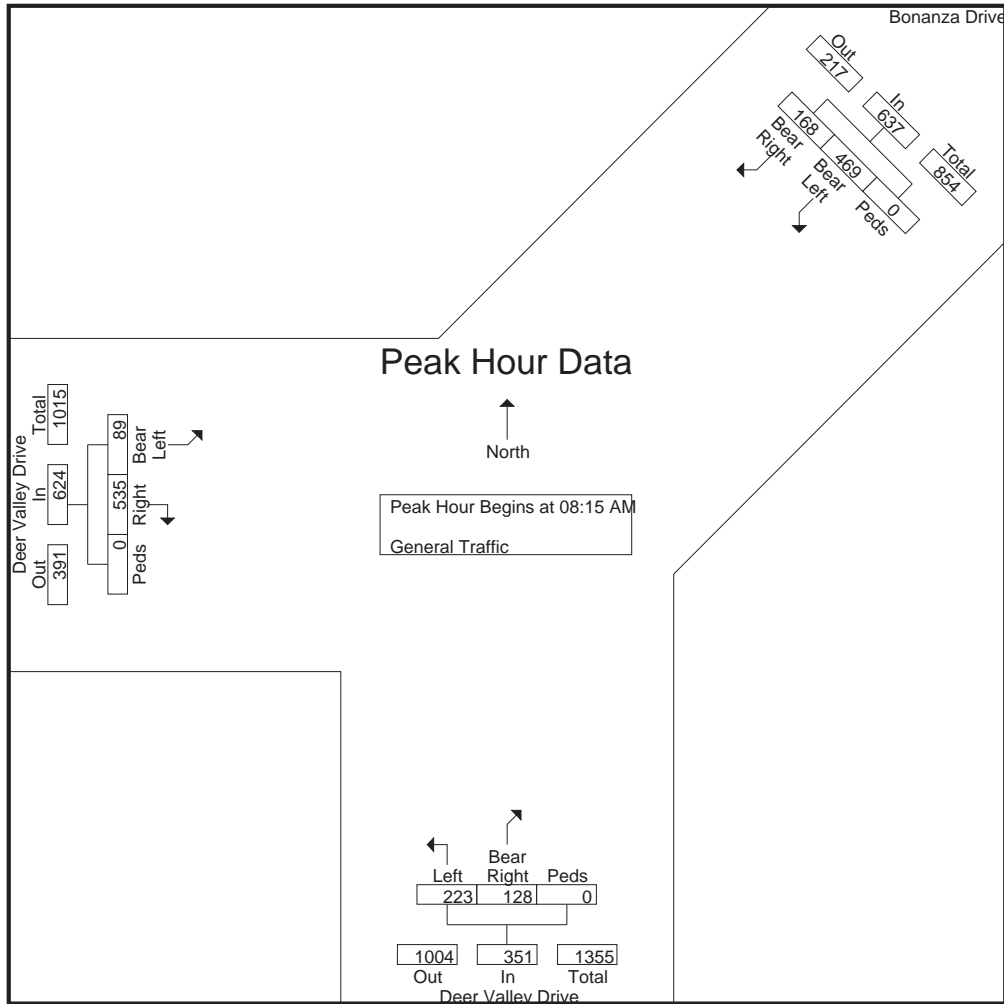 Bonanza Drive
Out
217
In
637
Total
854
168
469
0
Bear
Right
Bear
Left
Peds
Peak Hour Data
North
Peak Hour Begins at 08:15 AM
General Traffic
Deer Valley Drive
Out
In
Total
391
624
1015
0
535
89
Peds
Right
Bear
Left
Left
Bear
Right
Peds
223
128
0
1004
351
1355
Out
In
Total
Deer Valley Drive